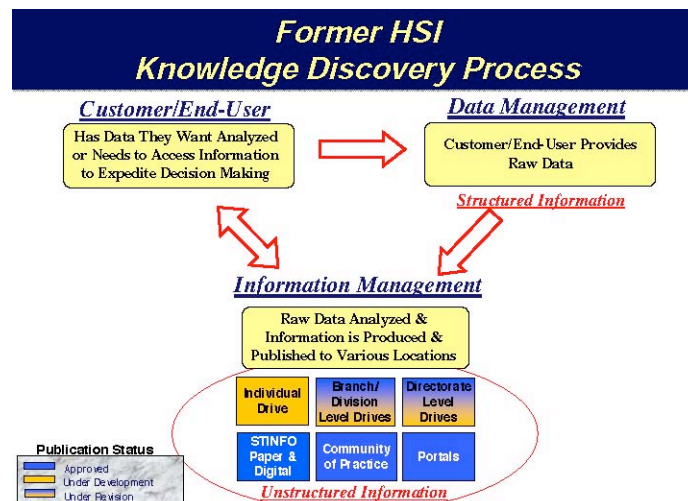 Former HSI
Knowledge Discovery Process
Customer/End-User
Has Data They Want Analyzed
or Needs to Access Information
to Expedite Decision Making
Data Management
Customer/End-User Provides
Raw Data
Structured Information
Information Management
Raw Data Analyzed &
Information is Produced &
Published to Various Locations
Individual
Drive
Branch/
Division
Level Drives
Directorate
Level
Drives
STINFO
Paper &
Digital
Community
of Practice
Portals
Unstructured Information
Publication Status
Approved
Under Development
Under Revision